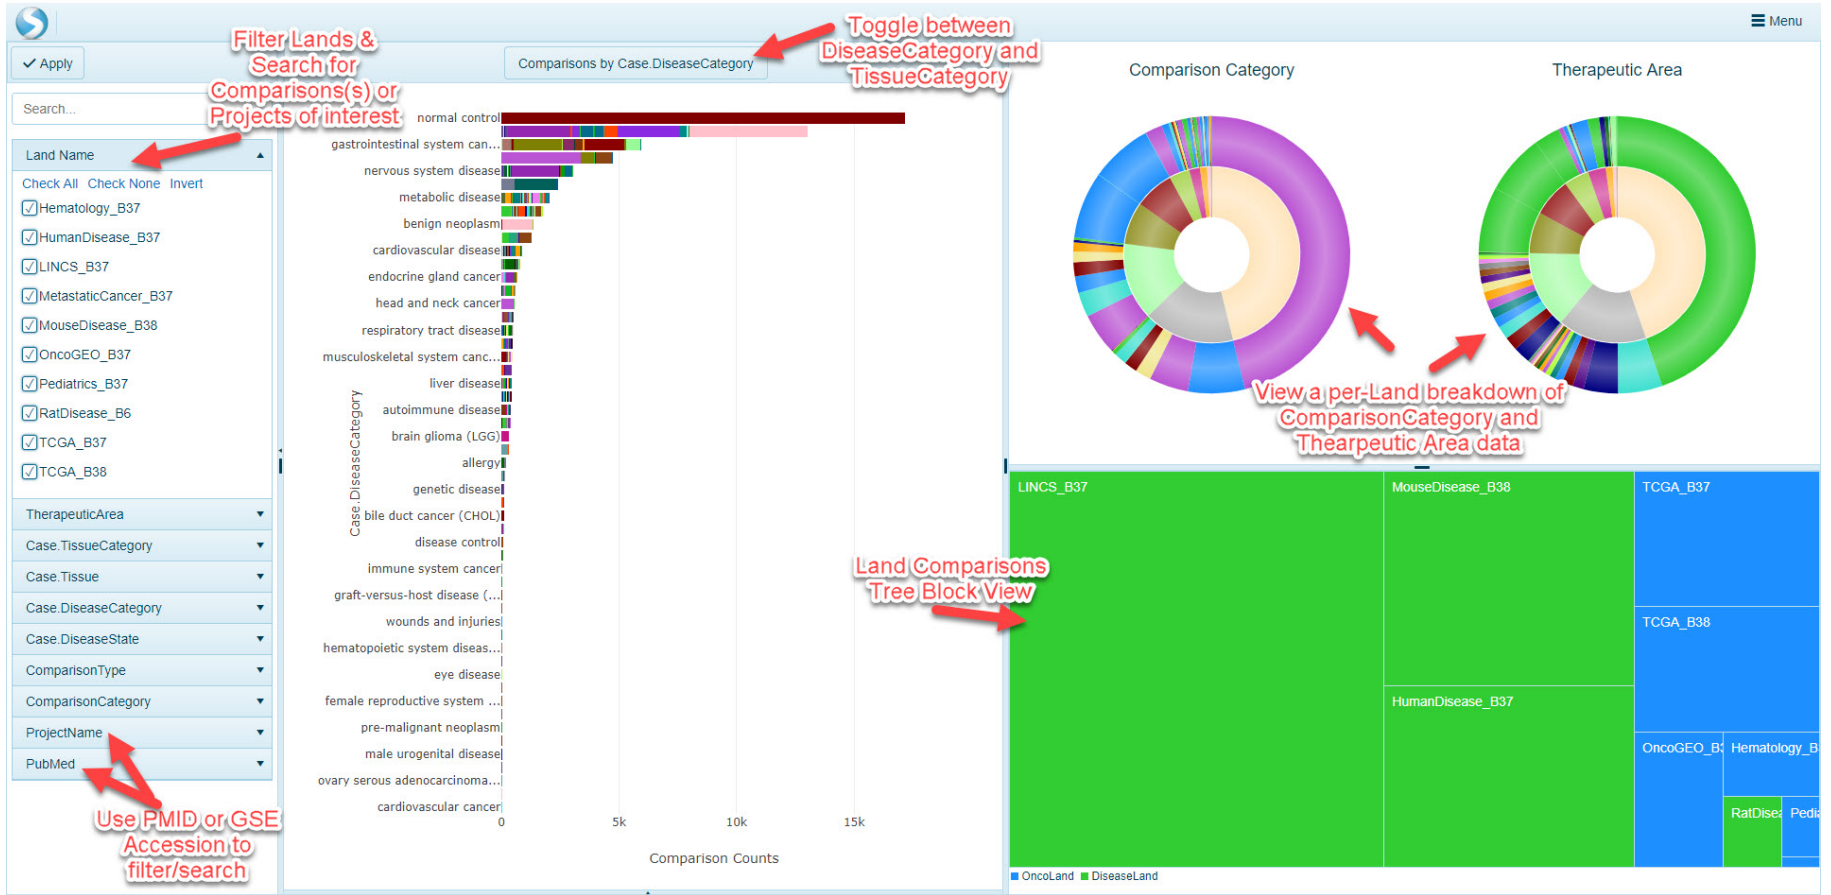 Menu
Apply
Comparisons by Case.DiseaseCategory
Filter Lands &
Search for
Comparisons(s) or
Projects of interest
Toggle between
DiseaseCategory and
TissueCategory
Search...
Land Name
Check All Check None Invert
Hematology_B37
HumanDisease_B37
LINCS_B37
MetastaticCancer_B37
MouseDisease_B38
OncoGEO_B37
Pediatrics_B37
RatDisease_B6
TCGA_B37
TCGA_B38
TherapeuticArea
Case.TissueCategory
Case.Tissue
Case.DiseaseCategory
Case.DiseaseState
ComparisonType
ComparisonCategory
ProjectName
PubMed
Use PMID or GSE
Accession to
filter/search
normal control
gastrointestinal system can...
nervous system disease
metabolic disease
benign neoplasm
cardiovascular disease
endocrine gland cancer
head and neck cancer
respiratory tract disease
musculoskeletal system canc...
liver disease
autoimmune disease
brain glioma (LGG)
allergy
genetic disease
bile duct cancer (CHOL)
disease control
immune system cancer
graft-versus-host disease (...
wounds and injuries
hematopoietic system diseas...
eye disease
female reproductive system ...
pre-malignant neoplasm
male urogenital disease
ovary serous adenocarcinoma...
cardiovascular cancer
Case.DiseaseCategory
0 5k 10k 15k
Comparison Counts
Comparison Category
Therapeutic Area
View a per-Land breakdown of
ComparisonCategory and
Thearpeutic Area data
Land Comparisons
Tree Block View
LINCS_B37
MouseDisease_B38
HumanDisease_B37
TCGA_B37
TCGA_B38
OncoGEO_B3
Hematology_B
RatDisea
Pedia
OncoLand DiseaseLand